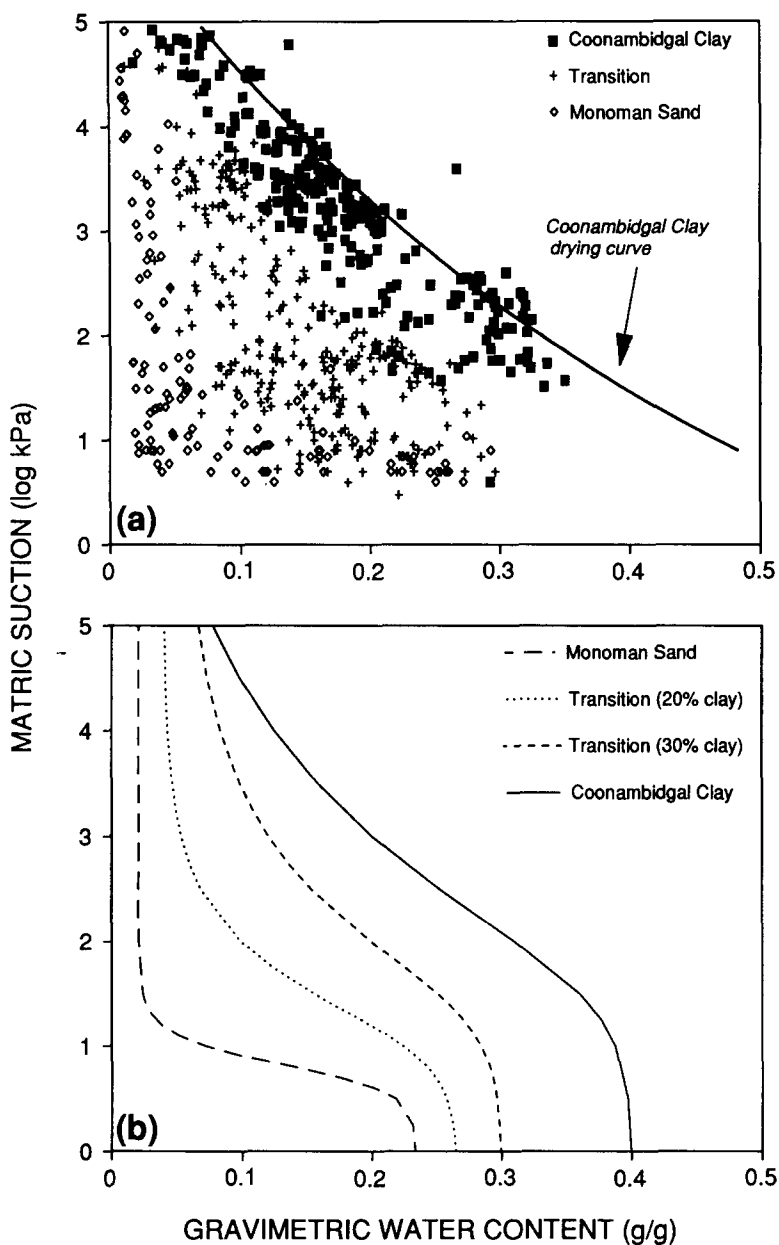 5
4
3
2
1
0
Coonambidgal Clay
Transition
Monoman Sand
Coonambidgal Clay
drying curve
(a)
0 0.1 0.2 0.3 0.4 0.5
MATRIC SUCTION (log kPa)
5
4
3
2
1
0
Monoman Sand
Transition (20% clay)
Transition (30% clay)
Coonambidgal Clay
(b)
0 0.1 0.2 0.3 0.4 0.5
GRAVIMETRIC WATER CONTENT (g/g)